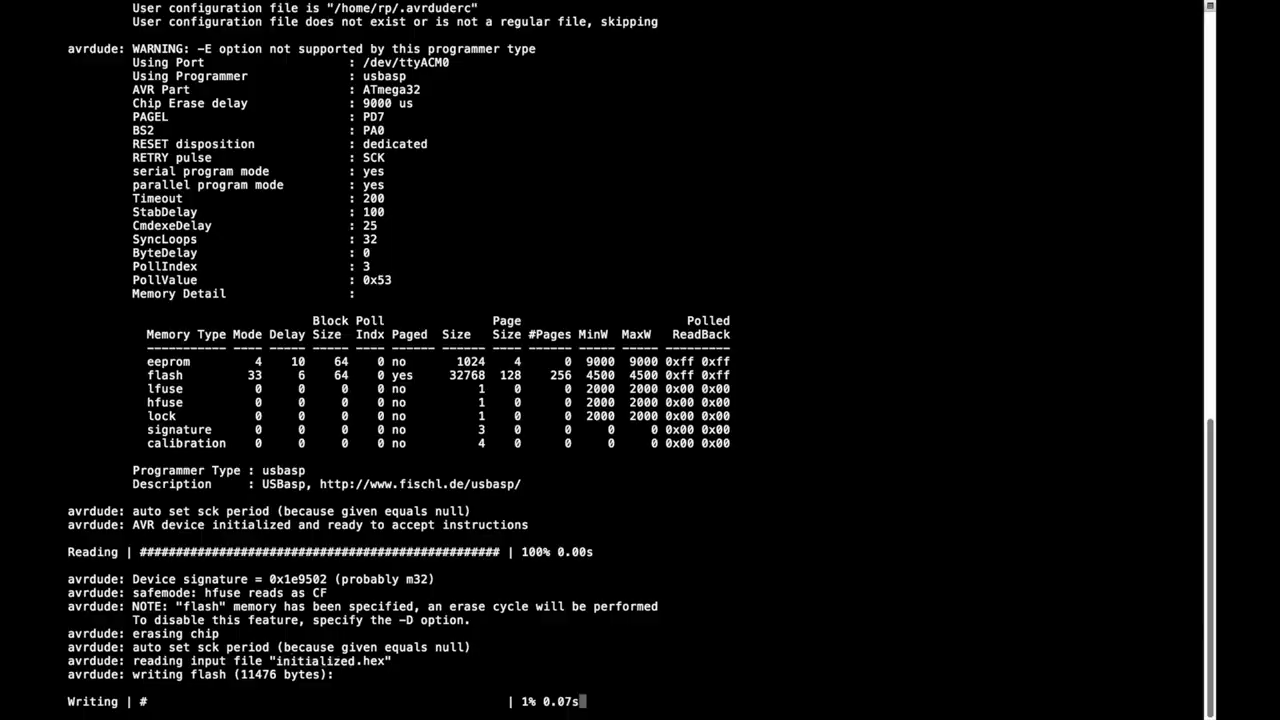 User configuration file is "/home/rp/.avrduderc"
User configuration file does not exist or is not a regular file, skipping
avrdude: WARNING: -E option not supported by this programmer type
Using Port : /dev/ttyACM0
Using Programmer : usbasp
AVR Part : ATmega32
Chip Erase delay : 9000 us
PAGEL : PD7
BS2 : PA0
RESET disposition : dedicated
RETRY pulse : SCK
serial program mode : yes
parallel program mode : yes
Timeout : 200
StabDelay : 100
CmdexeDelay : 25
SyncLoops : 32
ByteDelay : 0
PollIndex : 3
PollValue : 0x53
Memory Detail :
Block Poll Page Polled
Memory Type Mode Delay Size Indx Paged Size Size #Pages MinW MaxW ReadBack
----------- ---- ----- ----- ---- ------ ------ ---- ------ ----- ----- ---------
eeprom 4 10 64 0 no 1024 4 0 9000 9000 0xff 0xff
flash 33 6 64 0 yes 32768 128 256 4500 4500 0xff 0xff
lfuse 0 0 0 0 no 1 0 0 2000 2000 0x00 0x00
hfuse 0 0 0 0 no 1 0 0 2000 2000 0x00 0x00
lock 0 0 0 0 no 1 0 0 2000 2000 0x00 0x00
signature 0 0 0 0 no 3 0 0 0 0 0x00 0x00
calibration 0 0 0 0 no 4 0 0 0 0 0x00 0x00
Programmer Type : usbasp
Description : USBasp, http://www.fischl.de/usbasp/
avrdude: auto set sck period (because given equals null)
avrdude: AVR device initialized and ready to accept instructions
Reading | ################################################## | 100% 0.00s
avrdude: Device signature = 0x1e9502 (probably m32)
avrdude: safemode: hfuse reads as CF
avrdude: NOTE: "flash" memory has been specified, an erase cycle will be performed
To disable this feature, specify the -D option.
avrdude: erasing chip
avrdude: auto set sck period (because given equals null)
avrdude: reading input file "initialized.hex"
avrdude: writing flash (11476 bytes):
Writing | # | 1% 0.07s